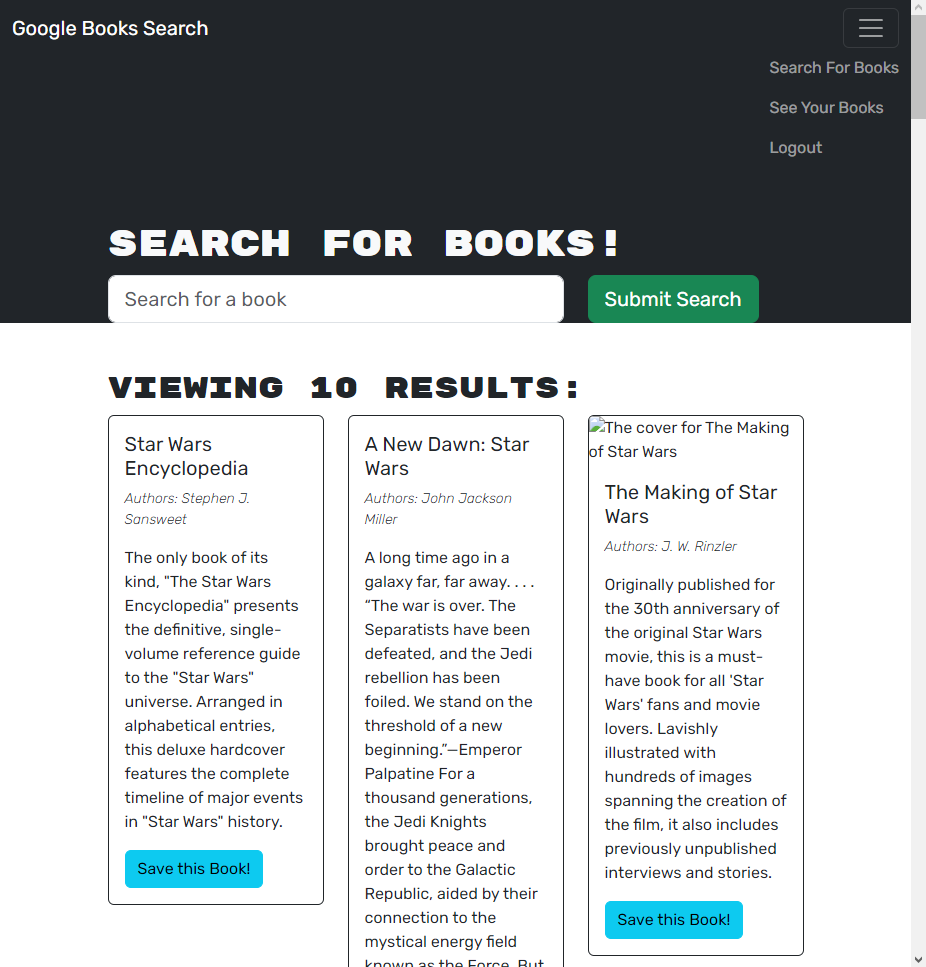 Google Books Search
Search For Books
See Your Books
Logout
SEARCH FOR BOOKS!
Search for a book
Submit Search
VIEWING 10 RESULTS:
Star Wars
Encyclopedia
Authors: Stephen J.
Sansweet
The only book of its
kind, "The Star Wars
Encyclopedia" presents
the definitive, single-
volume reference guide
to the "Star Wars"
universe. Arranged in
alphabetical entries,
this deluxe hardcover
features the complete
timeline of major events
in "Star Wars" history.
Save this Book!
A New Dawn: Star
Wars
Authors: John Jackson
Miller
A long time ago in a
galaxy far, far away. . . .
“The war is over. The
Separatists have been
defeated, and the Jedi
rebellion has been
foiled. We stand on the
threshold of a new
beginning.”—Emperor
Palpatine For a
thousand generations,
the Jedi Knights
brought peace and
order to the Galactic
Republic, aided by their
connection to the
mystical energy field
known as the Force. But
The cover for The Making
of Star Wars
The Making of Star
Wars
Authors: J. W. Rinzler
Originally published for
the 30th anniversary of
the original Star Wars
movie, this is a must-
have book for all 'Star
Wars' fans and movie
lovers. Lavishly
illustrated with
hundreds of images
spanning the creation of
the film, it also includes
previously unpublished
interviews and stories.
Save this Book!